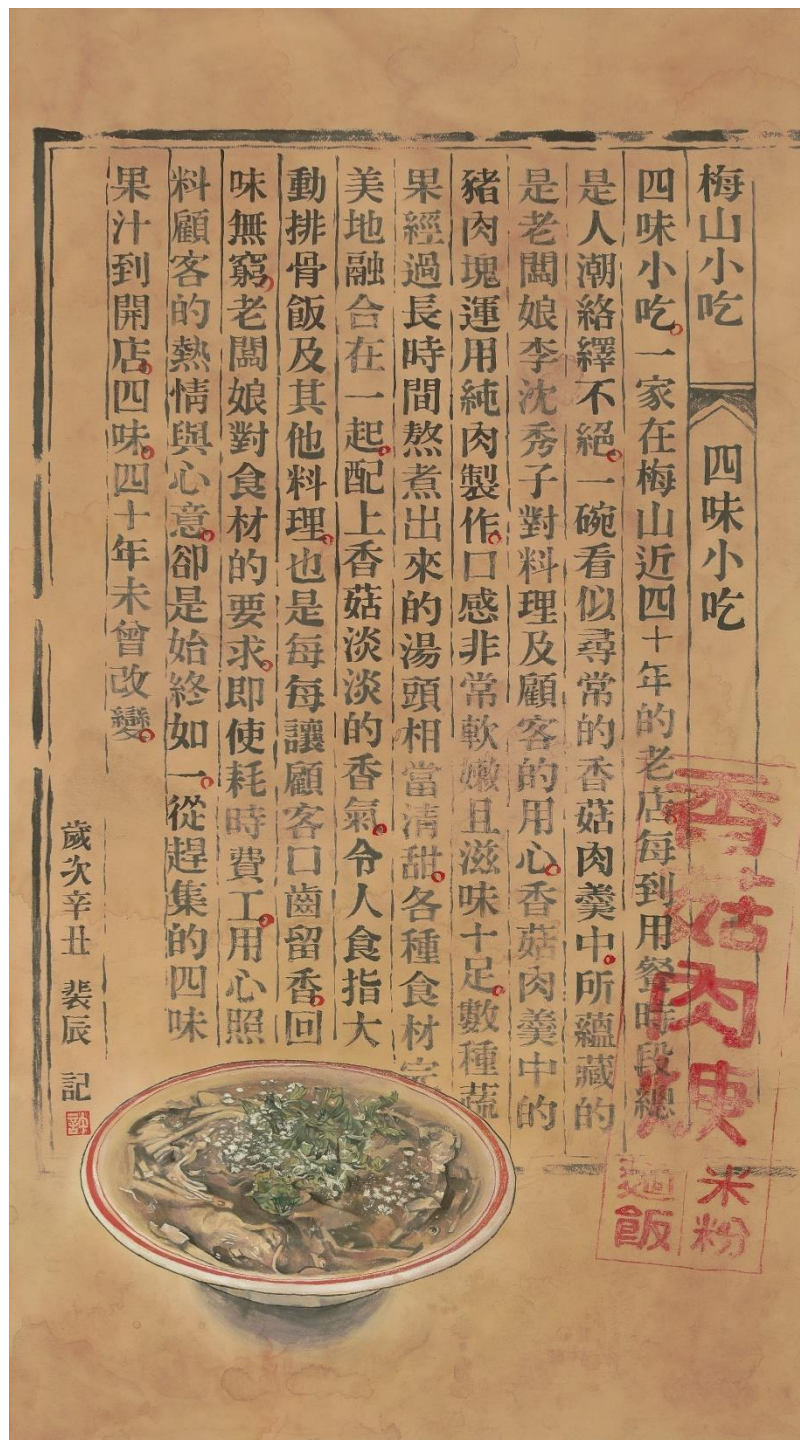 梅山小吃 四味小吃
四味小吃。一家在梅山近四十年的老店每到用餐時段總
是人潮絡繹不絕。一碗看似尋常的香菇肉羹中。所蘊藏的
是老闆娘李沈秀子對料理及顧客的用心。香菇肉羹中的
豬肉塊運用純肉製作。口感非常軟嫩且滋味十足。數種蔬
果經過長時間熬煮出來的湯頭相當清甜。各種食材完
美地融合在一起。配上香菇淡淡的香氣。令人食指大
動排骨飯及其他料理。也是每每讓顧客口齒留香。回
味無窮。老闆娘對食材的要求。即使耗時費工。用心照
料顧客的熱情與心意。卻是始終如一。從趕集的四味
果汁到開店。四味。四十年未曾改變。
歲次辛丑 裴辰 記
許
香菇肉焿
米粉
麵飯